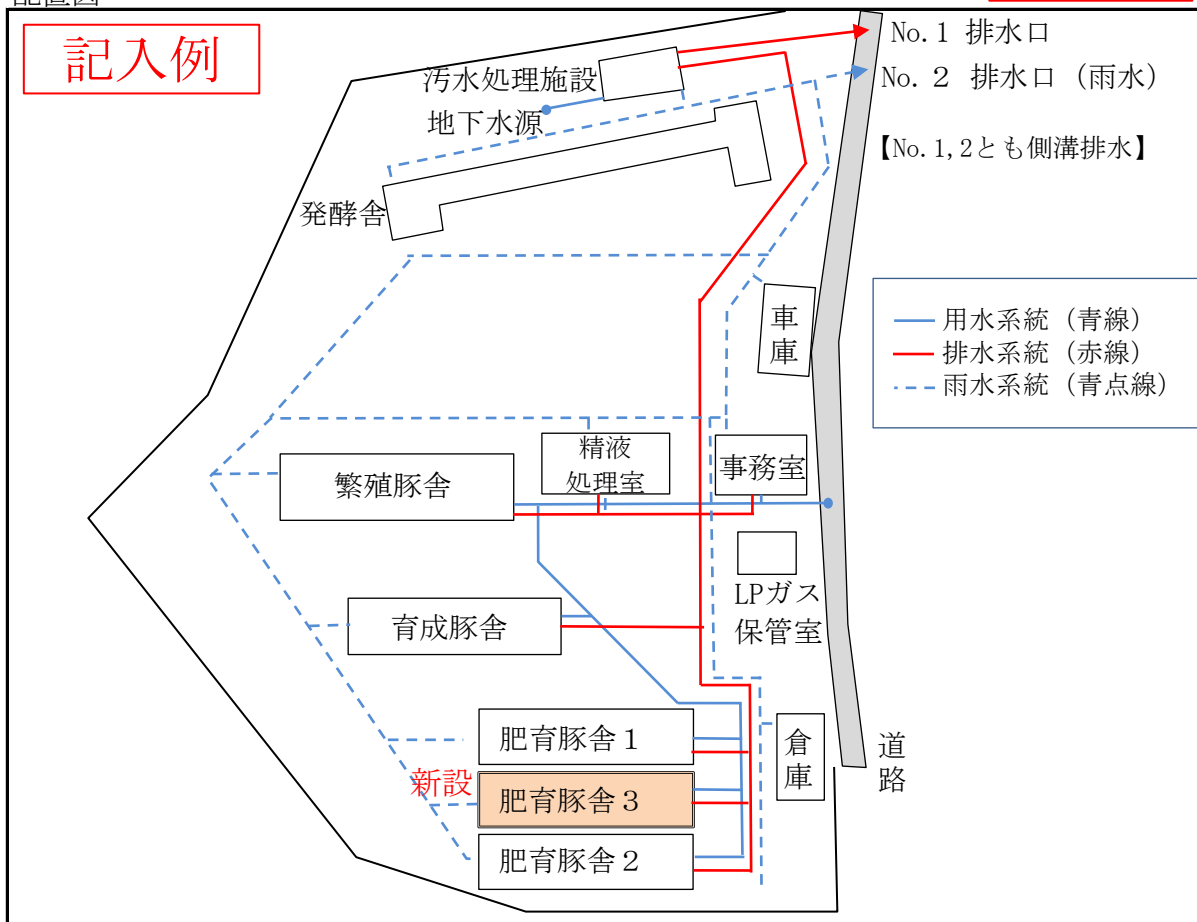 記入例
No.1 排水口
No.２ 排水口（雨水）
【No.1,2とも側溝排水】
汚水処理施設
地下水源
発酵舎
車
庫
用水系統（青線）
排水系統（赤線）
雨水系統（青点線）
精液
処理室
事務室
繁殖豚舎
LPガス
保管室
育成豚舎
肥育豚舎１
新設
肥育豚舎３
肥育豚舎２
倉
庫
道
路